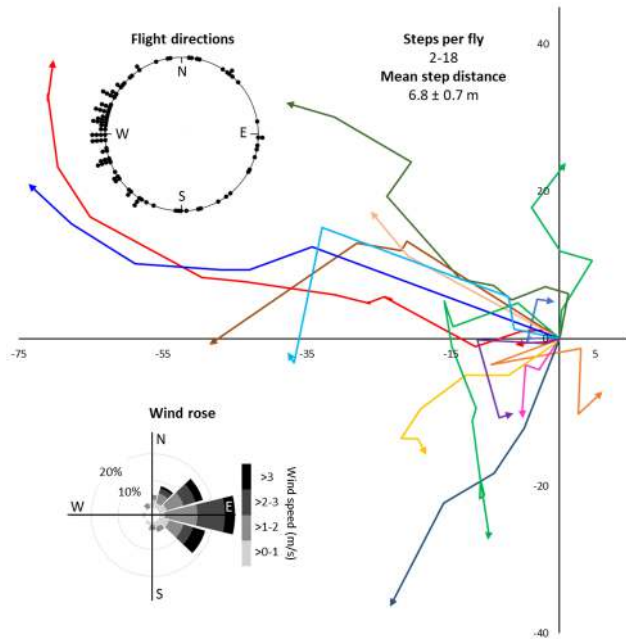 Flight directions
N
W
E
S
Steps per fly
2-18
Mean step distance
6.8 ± 0.7 m
40
20
-75
-55
-35
-15
0
5
-20
-40
Wind rose
N
20%
10%
W
E
S
>3
>2-3
>1-2
>0-1
Wind speed (m/s)